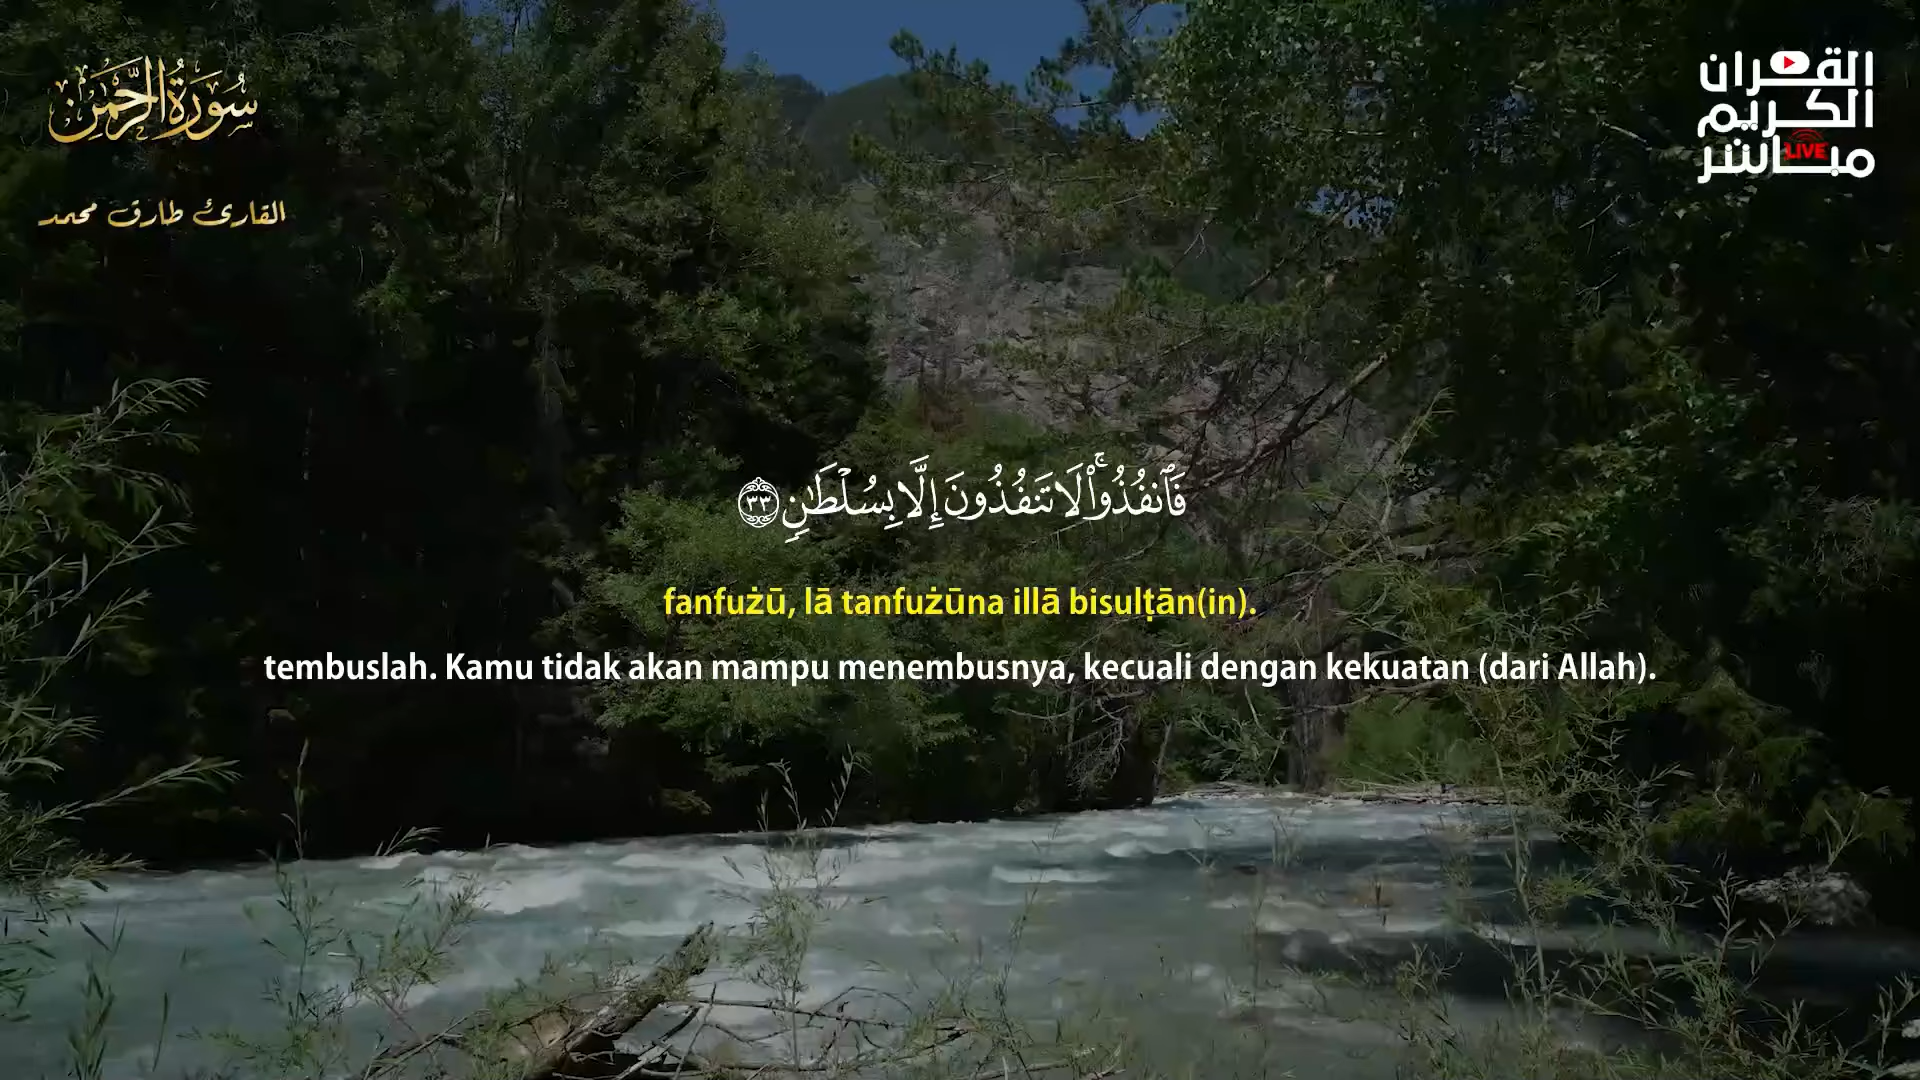 سُورَةُ الرَّحْمَٰن
القارئ طارق محمد
القران
الكريم
مباشر
LIVE
فَٱنفُذُوا۟ۚ لَا تَنفُذُونَ إِلَّا بِسُلْطَٰنٍ ٣٣
fanfużū, lā tanfużūna illā bisulṭān(in).
tembuslah. Kamu tidak akan mampu menembusnya, kecuali dengan kekuatan (dari Allah).